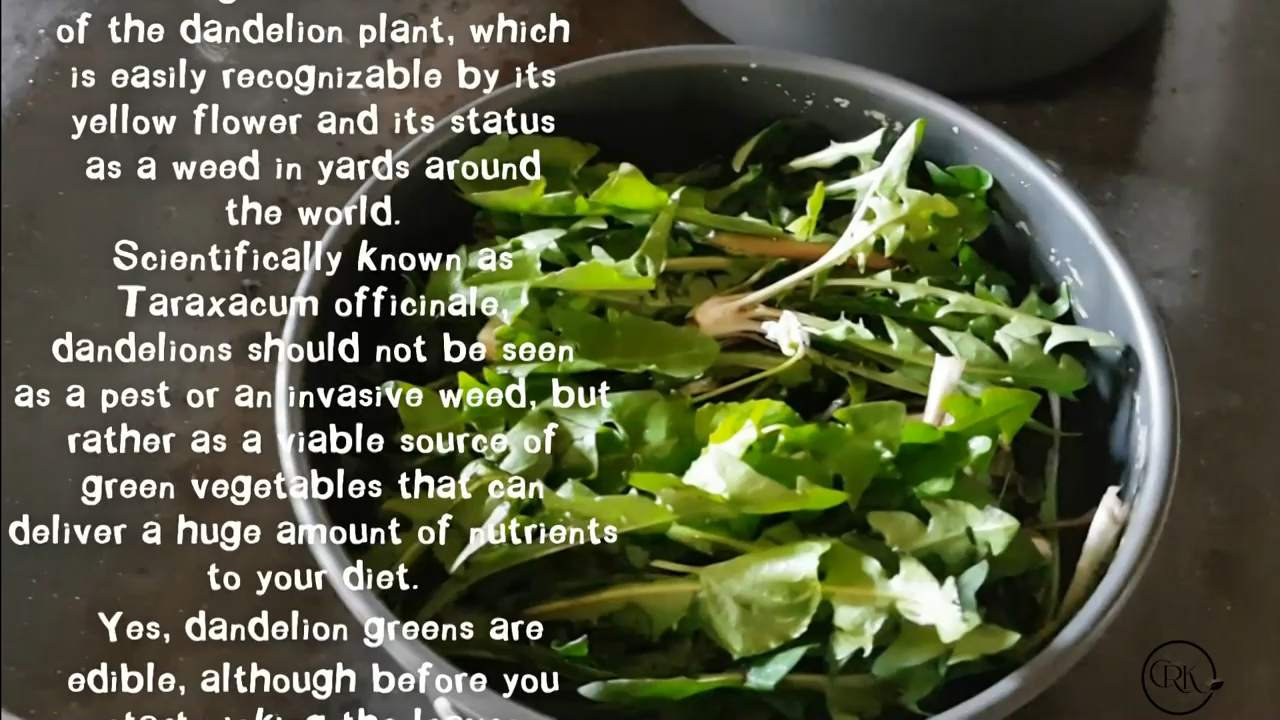 of the dandelion plant, which
is easily recognizable by its
yellow flower and its status
as a weed in yards around
the world.
Scientifically known as
Taraxacum officinale,
dandelions should not be seen
as a pest or an invasive weed, but
rather as a viable source of
green vegetables that can
deliver a huge amount of nutrients
to your diet.
Yes, dandelion greens are
edible, although before you
the leaves
CRK